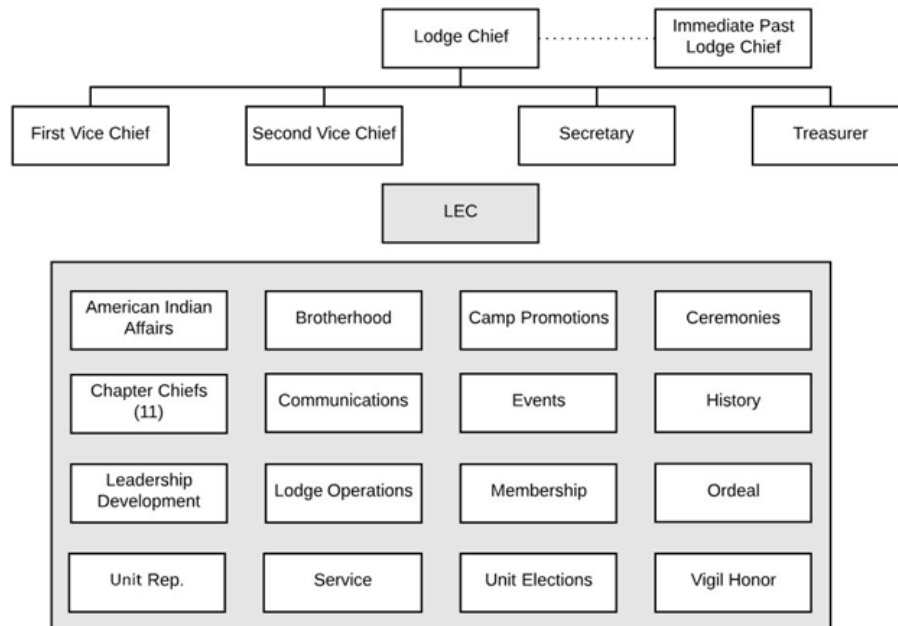 Lodge Chief
Immediate Past
Lodge Chief
First Vice Chief
Second Vice Chief
Secretary
Treasurer
LEC
American Indian
Affairs
Brotherhood
Camp Promotions
Ceremonies
Chapter Chiefs
(11)
Communications
Events
History
Leadership
Development
Lodge Operations
Membership
Ordeal
Unit Rep.
Service
Unit Elections
Vigil Honor